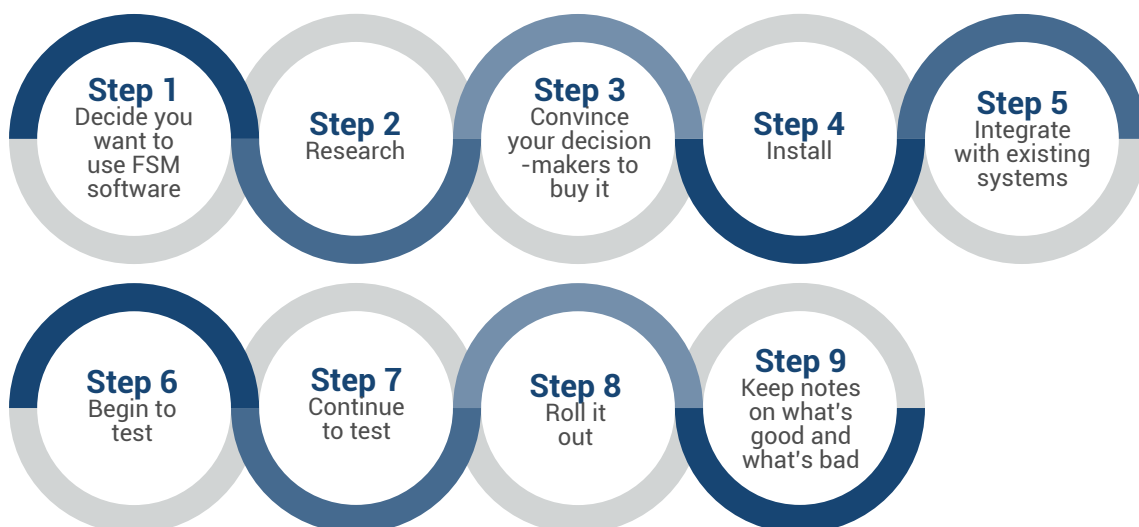 Step 1
Decide you
want to
use FSM
software
Step 2
Research
Step 3
Convince
your decision
-makers to
buy it
Step 4
Install
Step 5
Integrate
with existing
systems
Step 6
Begin to
test
Step 7
Continue
to test
Step 8
Roll it
out
Step 9
Keep notes
on what's
good and
what's bad